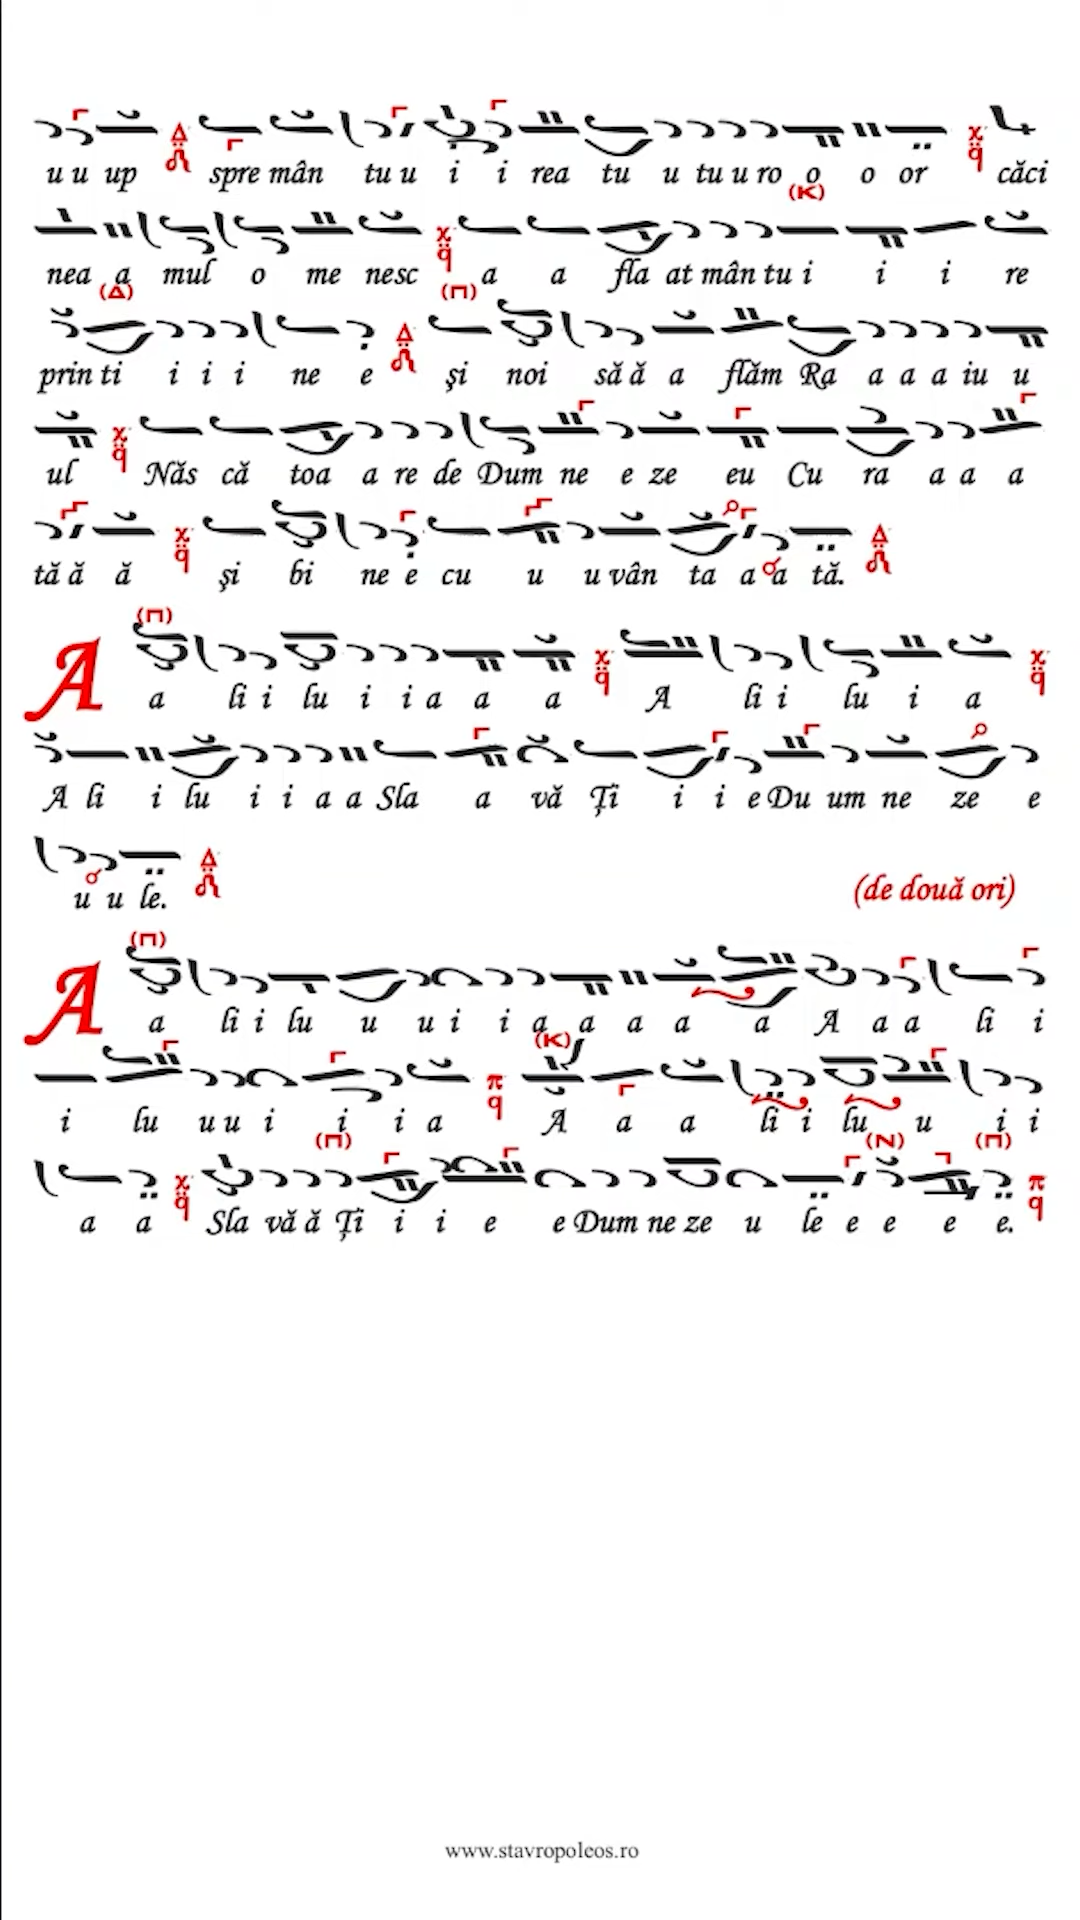 u u up spre mân tu u i i rea tu u tu u ro o o or căci
(K)
nea a mul o me nesc a a fla at mân tu i i i re
(Δ) (Π)
prin ti i i i ne e şi noi să ă a flăm Ra a a a iu u
ul Năs că toa a re de Dum ne e ze eu Cu ra a a a
tă ă ă şi bi ne e cu u u vân ta a a tă.
(Π)
A a li i lu i i a a a A li i lu i a
A li i lu i i a a Sla a vă Ţi i i e Du um ne ze e
u u le. (de două ori)
(Π)
A a li i lu u u i i a a a a a A a a li i
(K)
i lu u u i i i a A a a li i lu u i i
(Π) (N) (Π)
a a Sla vă ă Ţi i i e e Dum ne ze u le e e e e.
www.stavropoleos.ro